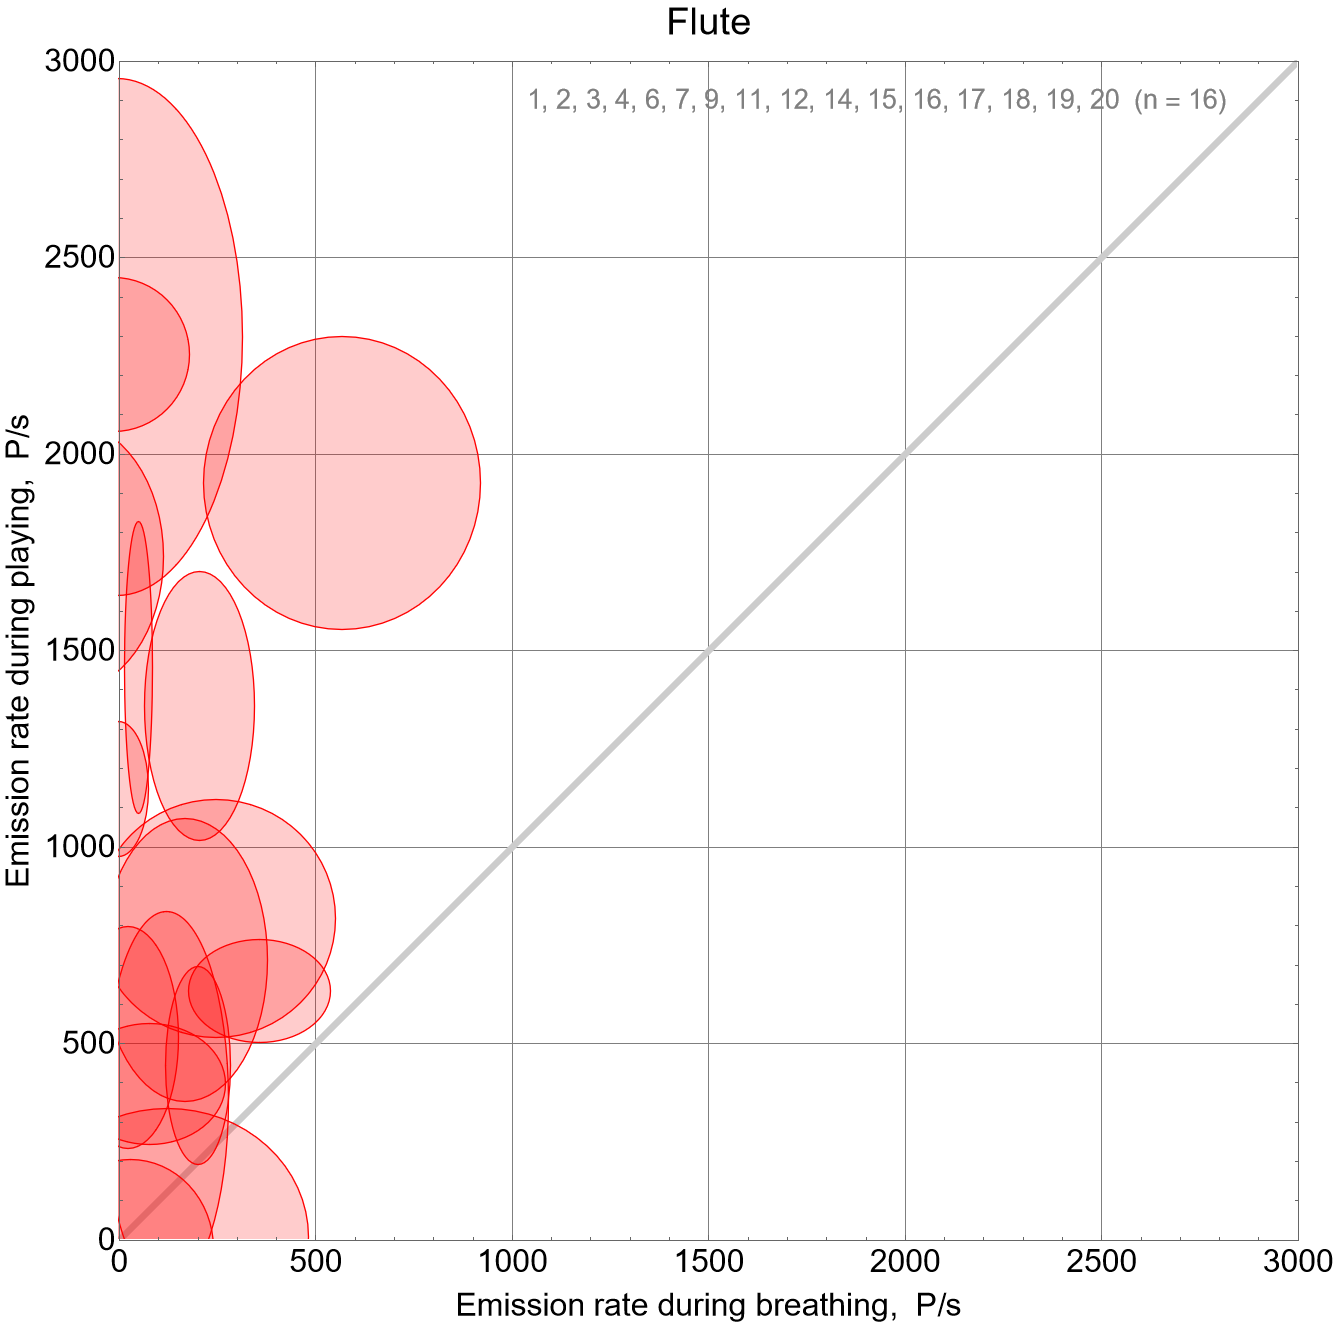 Flute
1, 2, 3, 4, 6, 7, 9, 11, 12, 14, 15, 16, 17, 18, 19, 20 (n = 16)
3000
2500
2000
1500
1000
500
0
Emission rate during playing, P/s
0 500 1000 1500 2000 2500 3000
Emission rate during breathing, P/s